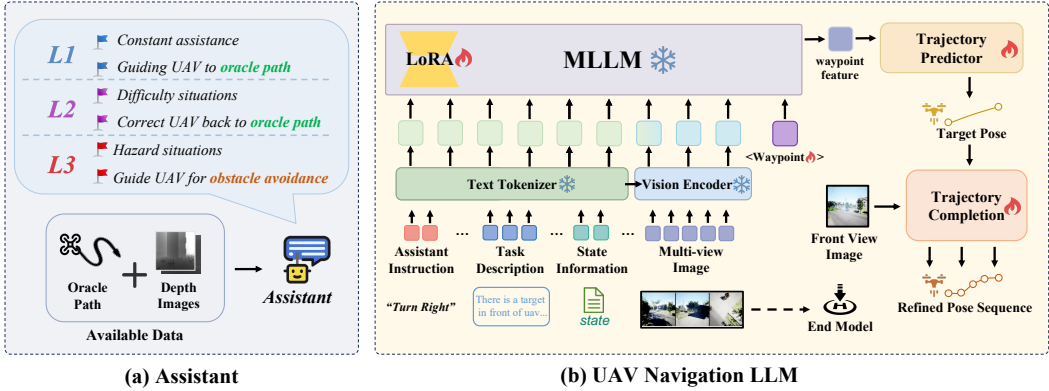 L1
Constant assistance
Guiding UAV to oracle path
L2
Difficulty situations
Correct UAV back to oracle path
L3
Hazard situations
Guide UAV for obstacle avoidance
Oracle
Path
Depth
Images
Assistant
Available Data
(a) Assistant
LoRA
MLLM
waypoint
feature
Trajectory
Predictor
Target Pose
<Waypoint>
Text Tokenizer
Vision Encoder
Trajectory
Completion
Front View
Image
... ... ...
Assistant
Instruction
Task
Description
State
Information
Multi-view
Image
"Turn Right"
There is a target
in front of uav...
state
H
End Model
Refined Pose Sequence
(b) UAV Navigation LLM